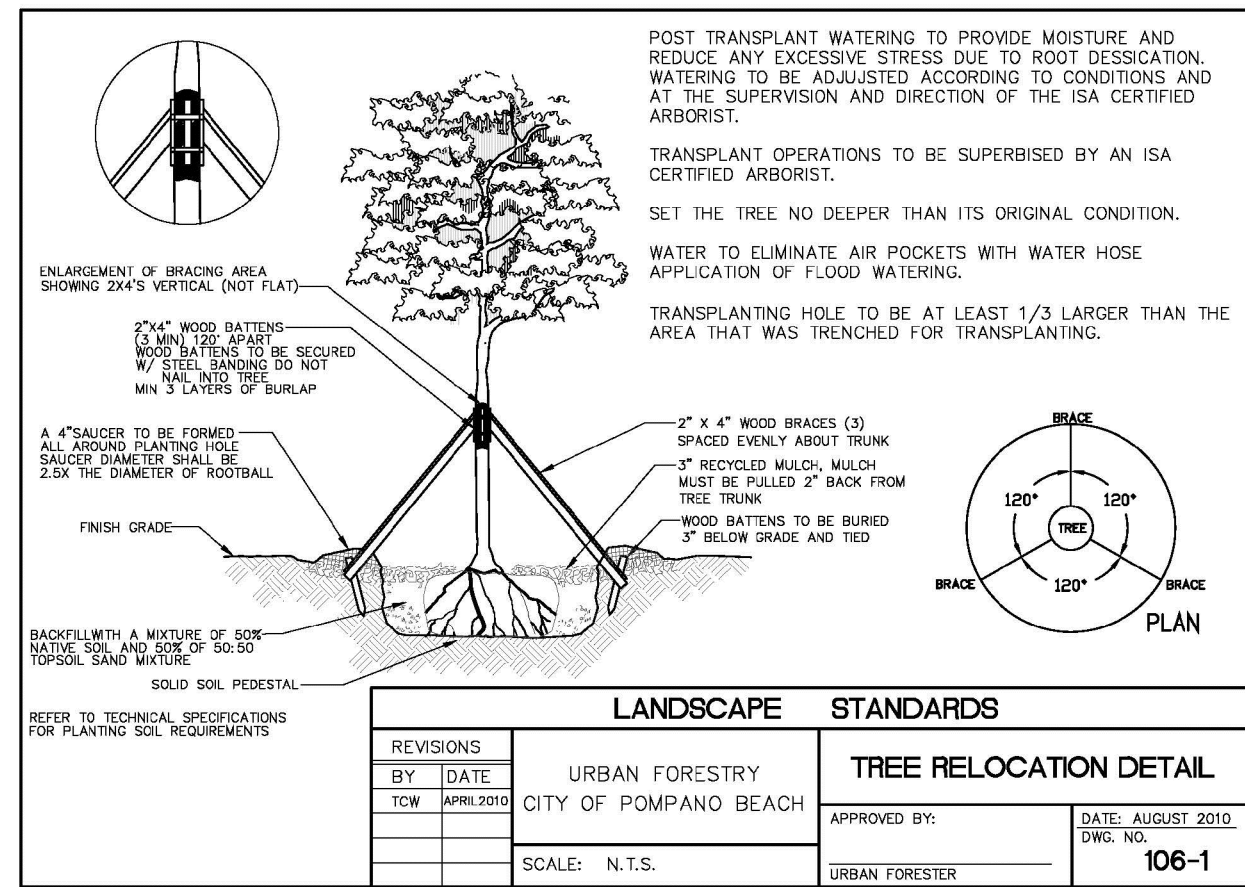 POST TRANSPLANT WATERING TO PROVIDE MOISTURE AND
REDUCE ANY EXCESSIVE STRESS DUE TO ROOT DESSICATION.
WATERING TO BE ADJUJSTED ACCORDING TO CONDITIONS AND
AT THE SUPERVISION AND DIRECTION OF THE ISA CERTIFIED
ARBORIST.
TRANSPLANT OPERATIONS TO BE SUPERBISED BY AN ISA
CERTIFIED ARBORIST.
SET THE TREE NO DEEPER THAN ITS ORIGINAL CONDITION.
WATER TO ELIMINATE AIR POCKETS WITH WATER HOSE
APPLICATION OF FLOOD WATERING.
TRANSPLANTING HOLE TO BE AT LEAST 1/3 LARGER THAN THE
AREA THAT WAS TRENCHED FOR TRANSPLANTING.
ENLARGEMENT OF BRACING AREA
SHOWING 2X4'S VERTICAL (NOT FLAT)
2"X4" WOOD BATTENS
(3 MIN) 120° APART
WOOD BATTENS TO BE SECURED
W/ STEEL BANDING DO NOT
NAIL INTO TREE
MIN 3 LAYERS OF BURLAP
A 4"SAUCER TO BE FORMED
ALL AROUND PLANTING HOLE
SAUCER DIAMETER SHALL BE
2.5X THE DIAMETER OF ROOTBALL
FINISH GRADE
BACKFILLWITH A MIXTURE OF 50%
NATIVE SOIL AND 50% OF 50:50
TOPSOIL SAND MIXTURE
SOLID SOIL PEDESTAL
REFER TO TECHNICAL SPECIFICATIONS
FOR PLANTING SOIL REQUIREMENTS
2" X 4" WOOD BRACES (3)
SPACED EVENLY ABOUT TRUNK
3" RECYCLED MULCH, MULCH
MUST BE PULLED 2" BACK FROM
TREE TRUNK
WOOD BATTENS TO BE BURIED
3" BELOW GRADE AND TIED
BRACE
120° 120°
TREE
120°
BRACE BRACE
PLAN
LANDSCAPE STANDARDS
REVISIONS
BY DATE
TCW APRIL2010
URBAN FORESTRY
CITY OF POMPANO BEACH
SCALE: N.T.S.
TREE RELOCATION DETAIL
APPROVED BY:
URBAN FORESTER
DATE: AUGUST 2010
DWG. NO.
106-1